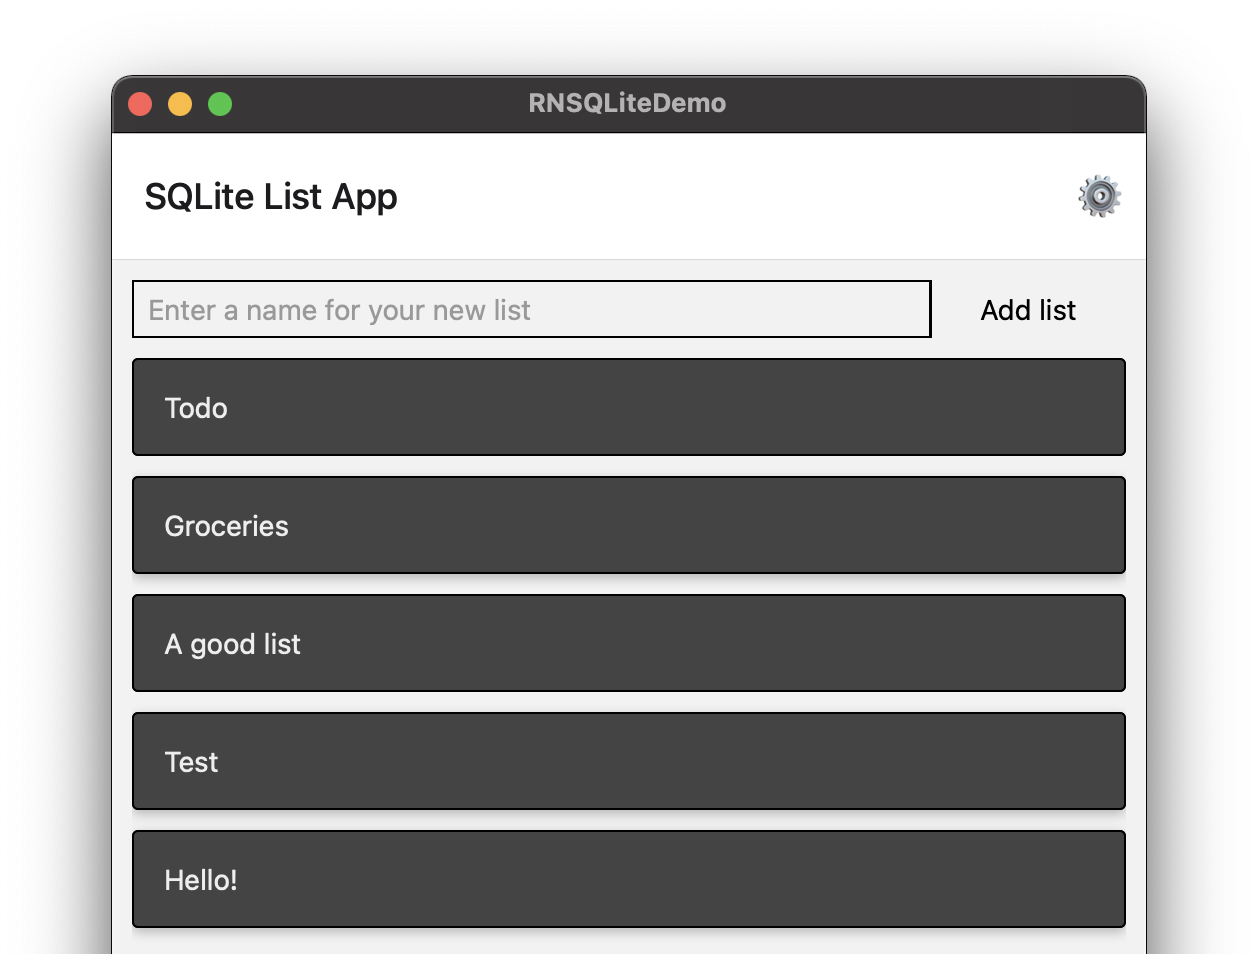 RNSQLiteDemo
SQLite List App
Enter a name for your new list
Add list
Todo
Groceries
A good list
Test
Hello!